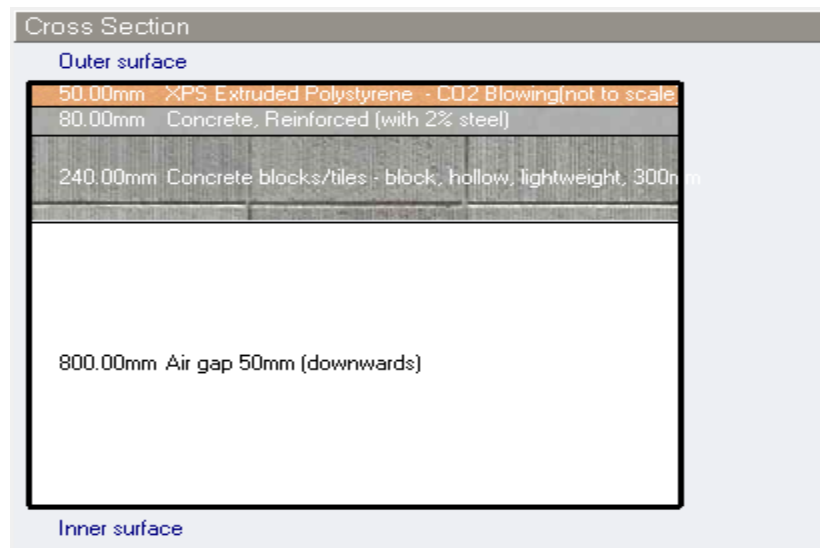 Cross Section
Outer surface
50.00mm XPS Extruded Polystyrene - CO2 Blowing(not to scale)
80.00mm Concrete, Reinforced (with 2% steel)
240.00mm Concrete blocks/tiles - block, hollow, lightweight, 300mm
800.00mm Air gap 50mm (downwards)
Inner surface